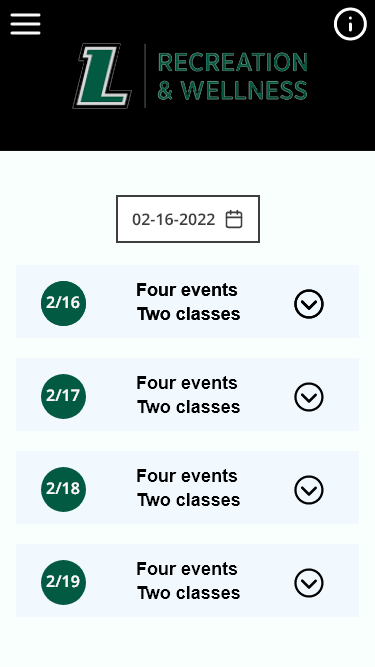 L
RECREATION
& WELLNESS
02-16-2022
2/16
Four events
Two classes
2/17
Four events
Two classes
2/18
Four events
Two classes
2/19
Four events
Two classes